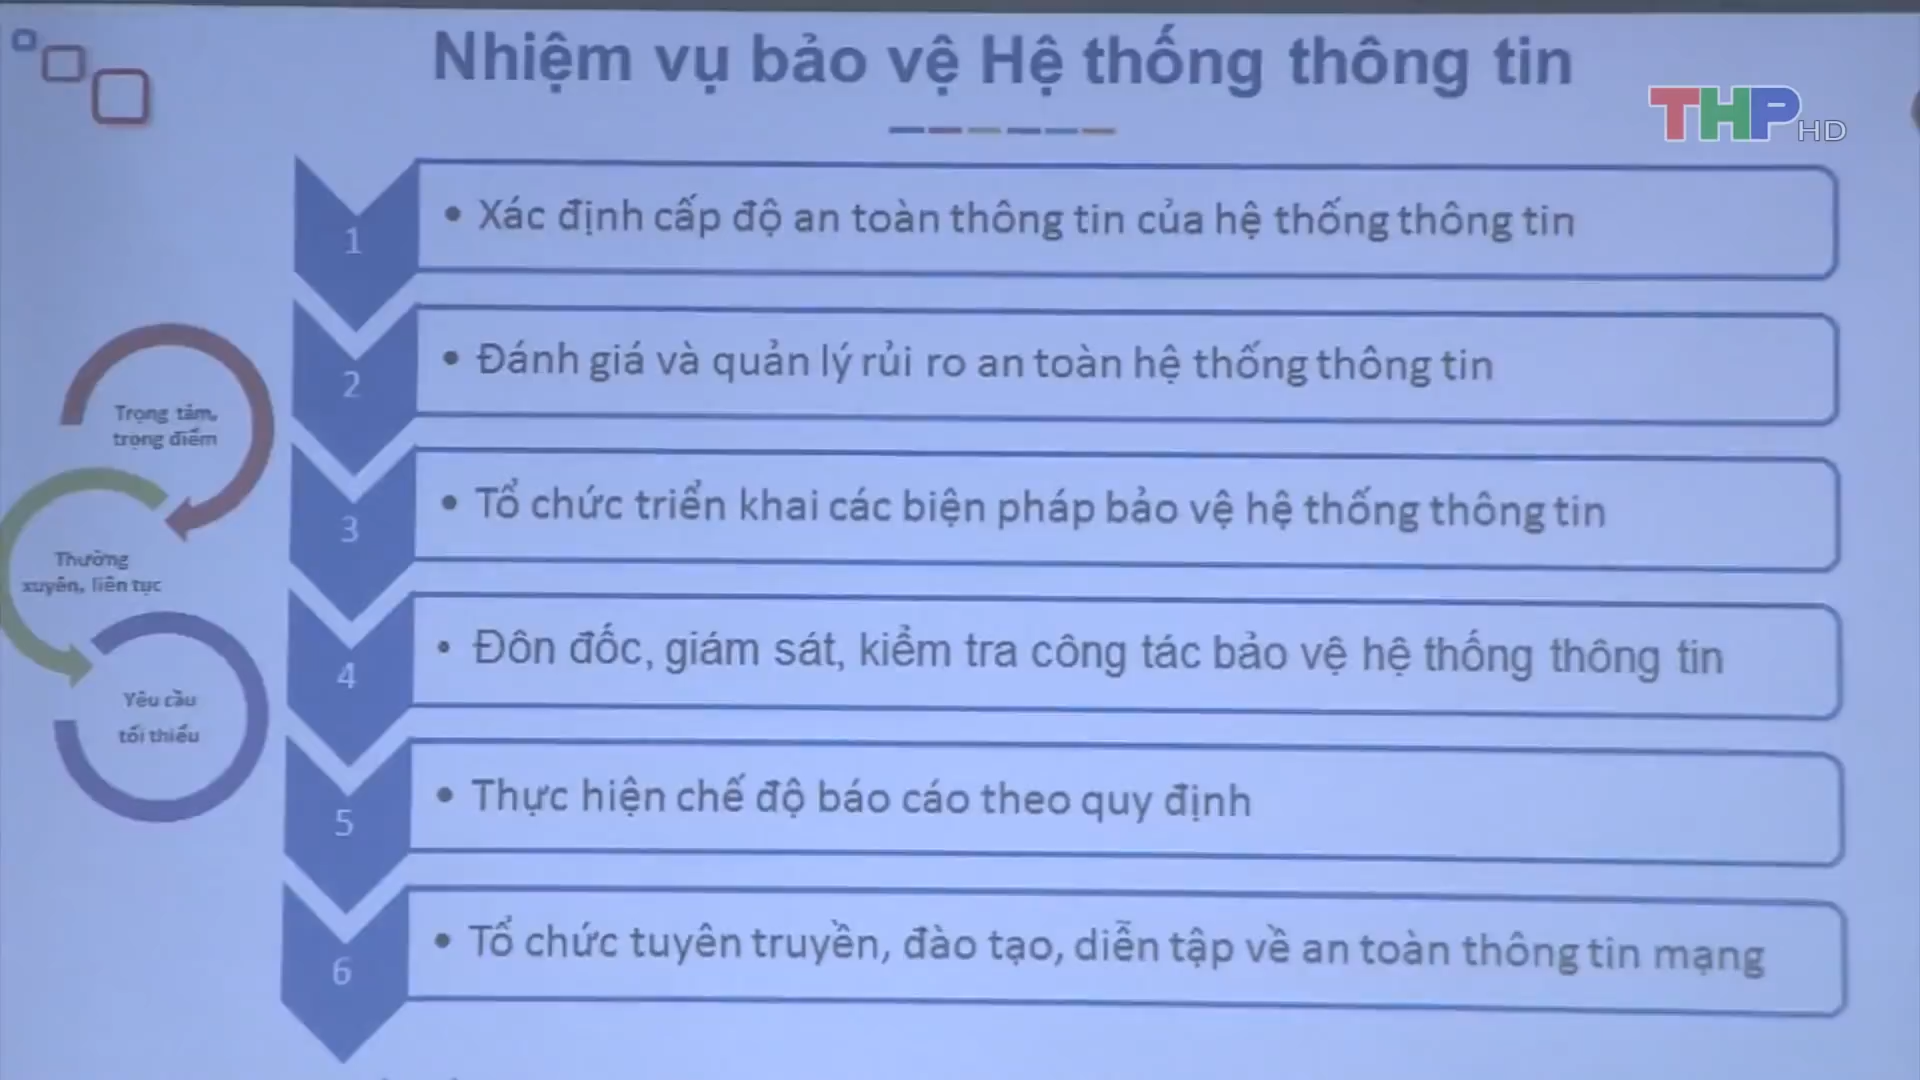 Nhiệm vụ bảo vệ Hệ thống thông tin
THP HD
1
• Xác định cấp độ an toàn thông tin của hệ thống thông tin
2
• Đánh giá và quản lý rủi ro an toàn hệ thống thông tin
3
• Tổ chức triển khai các biện pháp bảo vệ hệ thống thông tin
4
• Đôn đốc, giám sát, kiểm tra công tác bảo vệ hệ thống thông tin
5
• Thực hiện chế độ báo cáo theo quy định
6
• Tổ chức tuyên truyền, đào tạo, diễn tập về an toàn thông tin mạng
Trọng tâm,
trọng điểm
Thường
xuyên, liên tục
Yêu cầu
tối thiểu